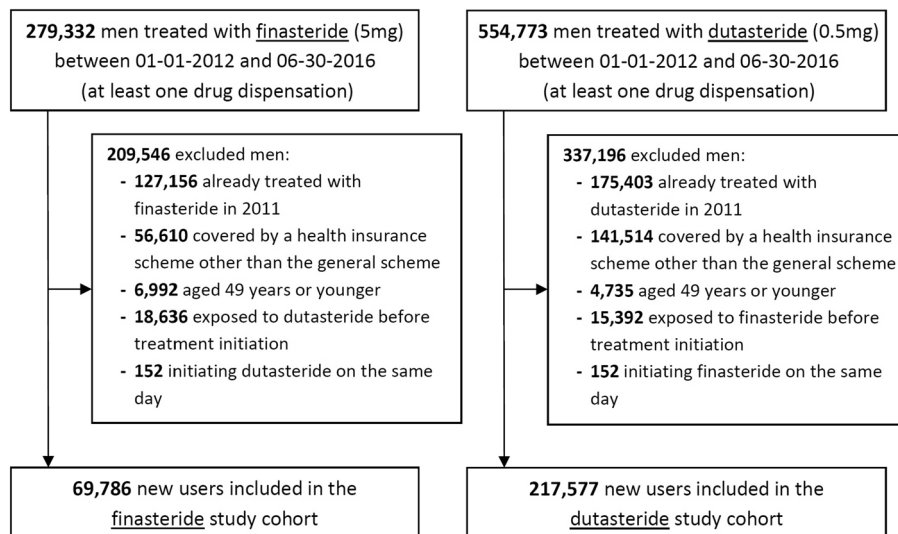 279,332 men treated with finasteride (5mg)
between 01-01-2012 and 06-30-2016
(at least one drug dispensation)
209,546 excluded men:
- 127,156 already treated with
finasteride in 2011
- 56,610 covered by a health insurance
scheme other than the general scheme
- 6,992 aged 49 years or younger
- 18,636 exposed to dutasteride before
treatment initiation
- 152 initiating dutasteride on the same
day
69,786 new users included in the
finasteride study cohort
554,773 men treated with dutasteride (0.5mg)
between 01-01-2012 and 06-30-2016
(at least one drug dispensation)
337,196 excluded men:
- 175,403 already treated with
dutasteride in 2011
- 141,514 covered by a health insurance
scheme other than the general scheme
- 4,735 aged 49 years or younger
- 15,392 exposed to finasteride before
treatment initiation
- 152 initiating finasteride on the same
day
217,577 new users included in the
dutasteride study cohort